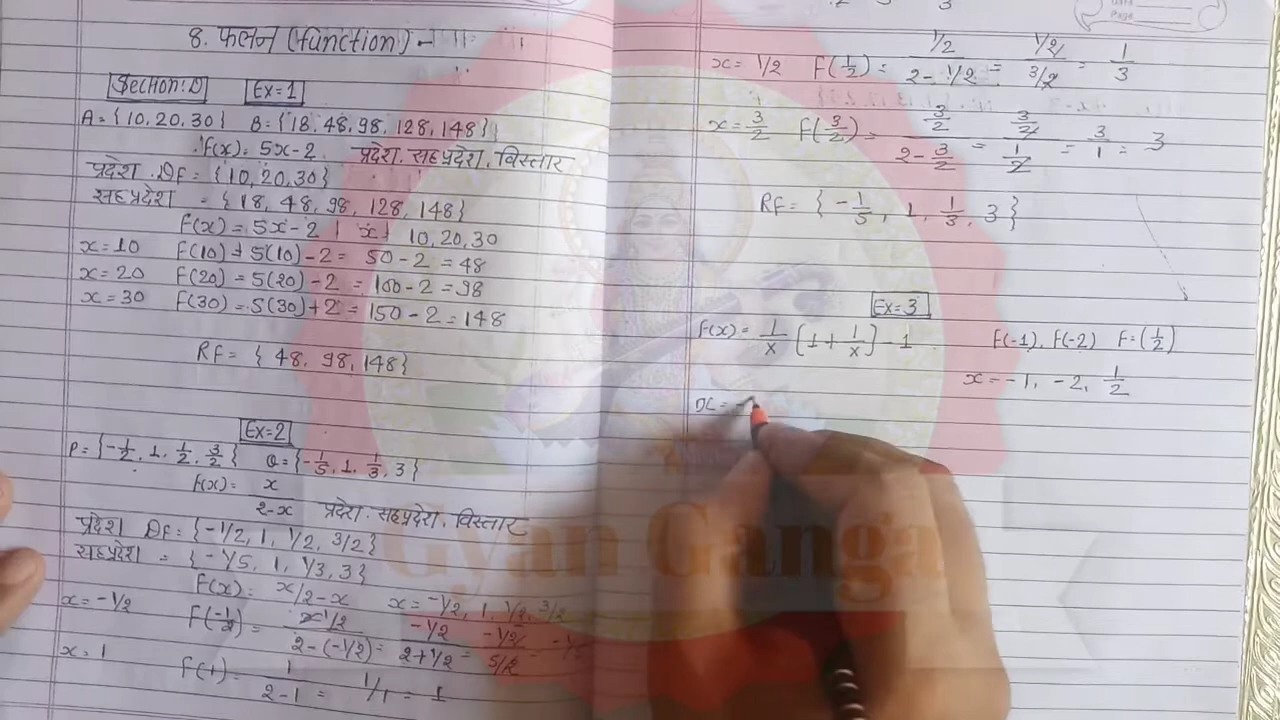 8. फलन (function) -
Section: D Ex=1
A = {10, 20, 30} B = {18, 48, 98, 128, 148}
f(x) = 5x-2 प्रदेश, सहप्रदेश, विस्तार
प्रदेश DF = {10, 20, 30}
सहप्रदेश = {18, 48, 98, 128, 148}
F(x) = 5x-2 | x | 10, 20, 30
x=10 F(10) = 5(10)-2 = 50-2 = 48
x=20 F(20) = 5(20)-2 = 100-2 = 98
x=30 F(30) = 5(30)+2 = 150-2 = 148
RF = { 48, 98, 148}
Ex=2
P = {-1/2, 1, 1/2, 3/2} Q = {-1/5, 1, 1/3, 3}
f(x) = x/2-x प्रदेश, सहप्रदेश, विस्तार
प्रदेश DF = {-1/2, 1, 1/2, 3/2}
सहप्रदेश = {-1/5, 1, 1/3, 3}
F(x) = x/2-x x = -1/2, 1, 1/2, 3/2
x = -1/2 F(-1/2) = 1/2 / 2-(-1/2) = -1/2 / 2+1/2 = -1/2 / 5/2 = -1/5
x = 1 F(1) = 1/2-1 = 1/1 = 1
Date
Page
x = 1/2 F(1/2) = 1/2 / 2-1/2 = 1/2 / 3/2 = 1/3
x = 3/2 F(3/2) = 3/2 / 2-3/2 = 3/2 / 1/2 = 3/1 = 3
RF = { -1/5, 1, 1/3, 3}
Ex=3
F(x) = 1/x [1 + 1/x] - 1 F(-1), F(-2) F=(1/2)
x = -1, -2, 1/2
x = -
Gyan Ganga